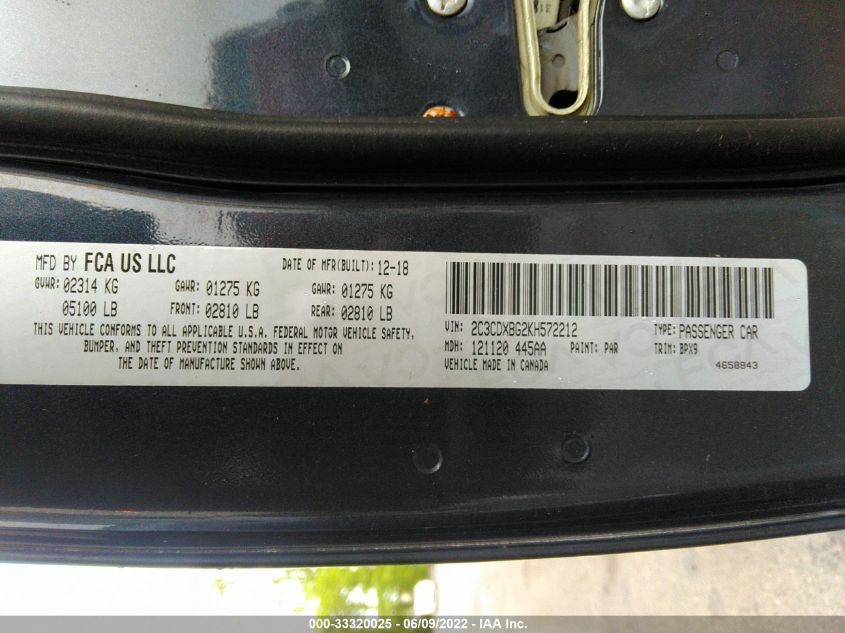 MFD BY FCA US LLC
DATE OF MFR(BUILT): 12-18
GVWR: 02314 KG
GAWR: 01275 KG
GAWR: 01275 KG
05100 LB
FRONT: 02810 LB
REAR: 02810 LB
THIS VEHICLE CONFORMS TO ALL APPLICABLE U.S.A. FEDERAL MOTOR VEHICLE SAFETY,
BUMPER, AND THEFT PREVENTION STANDARDS IN EFFECT ON
THE DATE OF MANUFACTURE SHOWN ABOVE.
VIN: 2C3CDXBG2KH572212
TYPE: PASSENGER CAR
MDH: 121120 445AA
PAINT: PAR
TRIM: BPX9
VEHICLE MADE IN CANADA
4658843
000-33320025 - 06/09/2022 - IAA Inc.